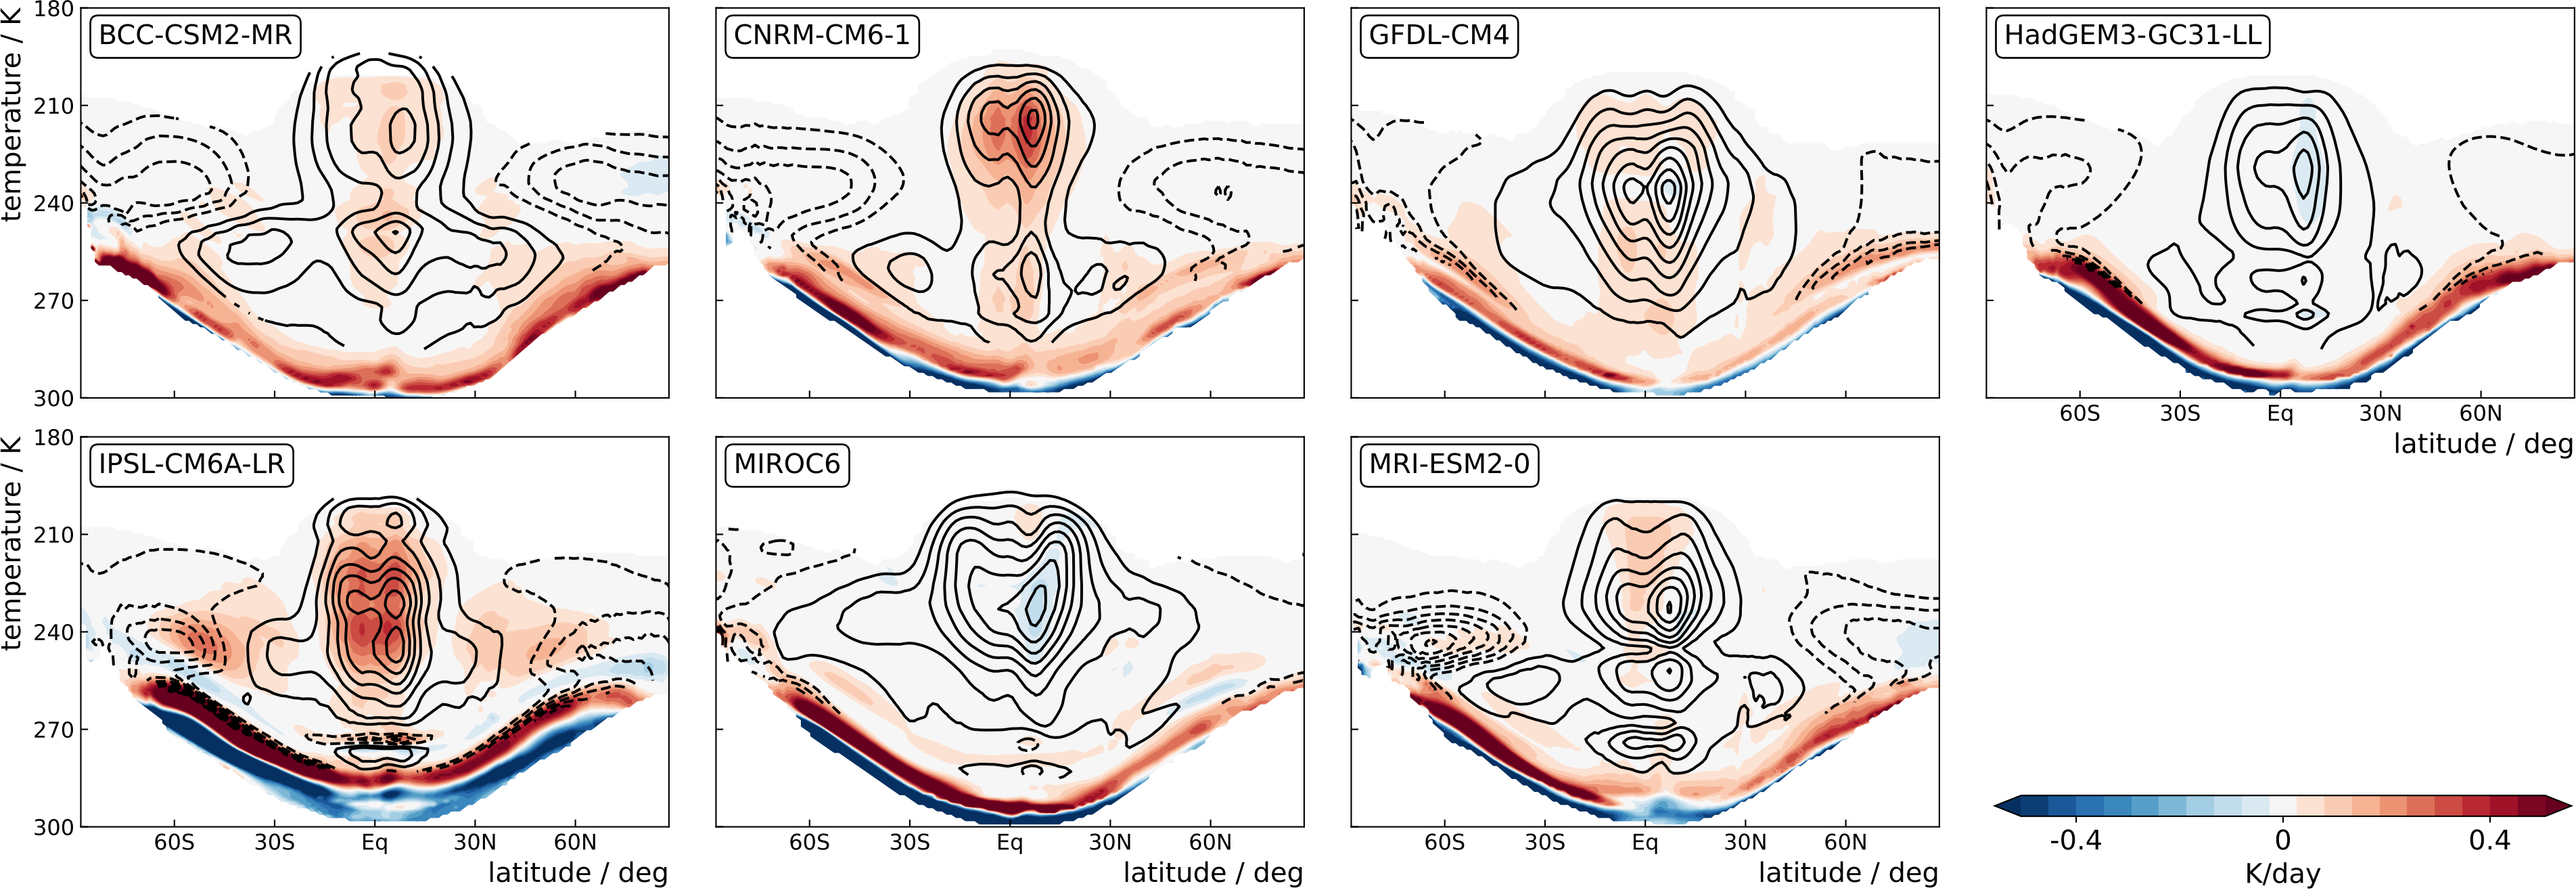 BCC-CSM2-MR
CNRM-CM6-1
GFDL-CM4
HadGEM3-GC31-LL
temperature / K
180
210
240
270
300
60S 30S Eq 30N 60N
latitude / deg
IPSL-CM6A-LR
MIROC6
MRI-ESM2-0
temperature / K
180
210
240
270
300
60S 30S Eq 30N 60N
latitude / deg
60S 30S Eq 30N 60N
latitude / deg
60S 30S Eq 30N 60N
latitude / deg
-0.4 0 0.4
K/day